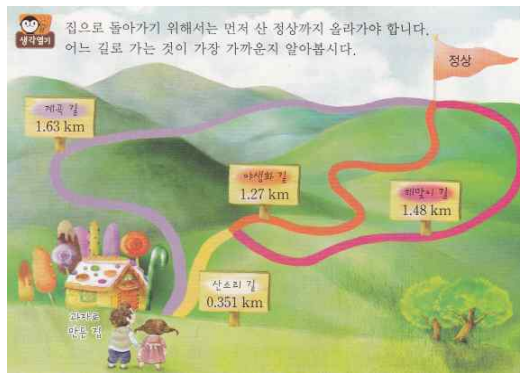 생각열기
집으로 돌아가기 위해서는 먼저 산 정상까지 올라가야 합니다.
어느 길로 가는 것이 가장 가까운지 알아봅시다.
정상
계곡 길
1.63 km
야생화 길
1.27 km
해맞이 길
1.48 km
산소리 길
0.351 km
과자로
만든 집